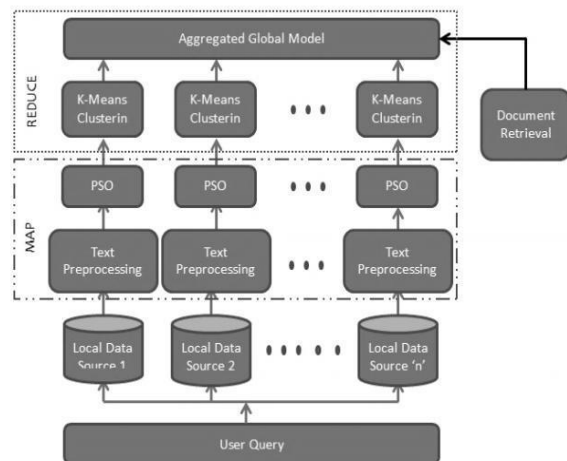 Aggregated Global Model
REDUCE
K-Means
Clusterin
K-Means
Clusterin
K-Means
Clusterin
Document
Retrieval
MAP
PSO
PSO
PSO
Text
Preprocessing
Text
Preprocessing
Text
Preprocessing
Local Data
Source 1
Local Data
Source 2
Local Data
Source 'n'
User Query